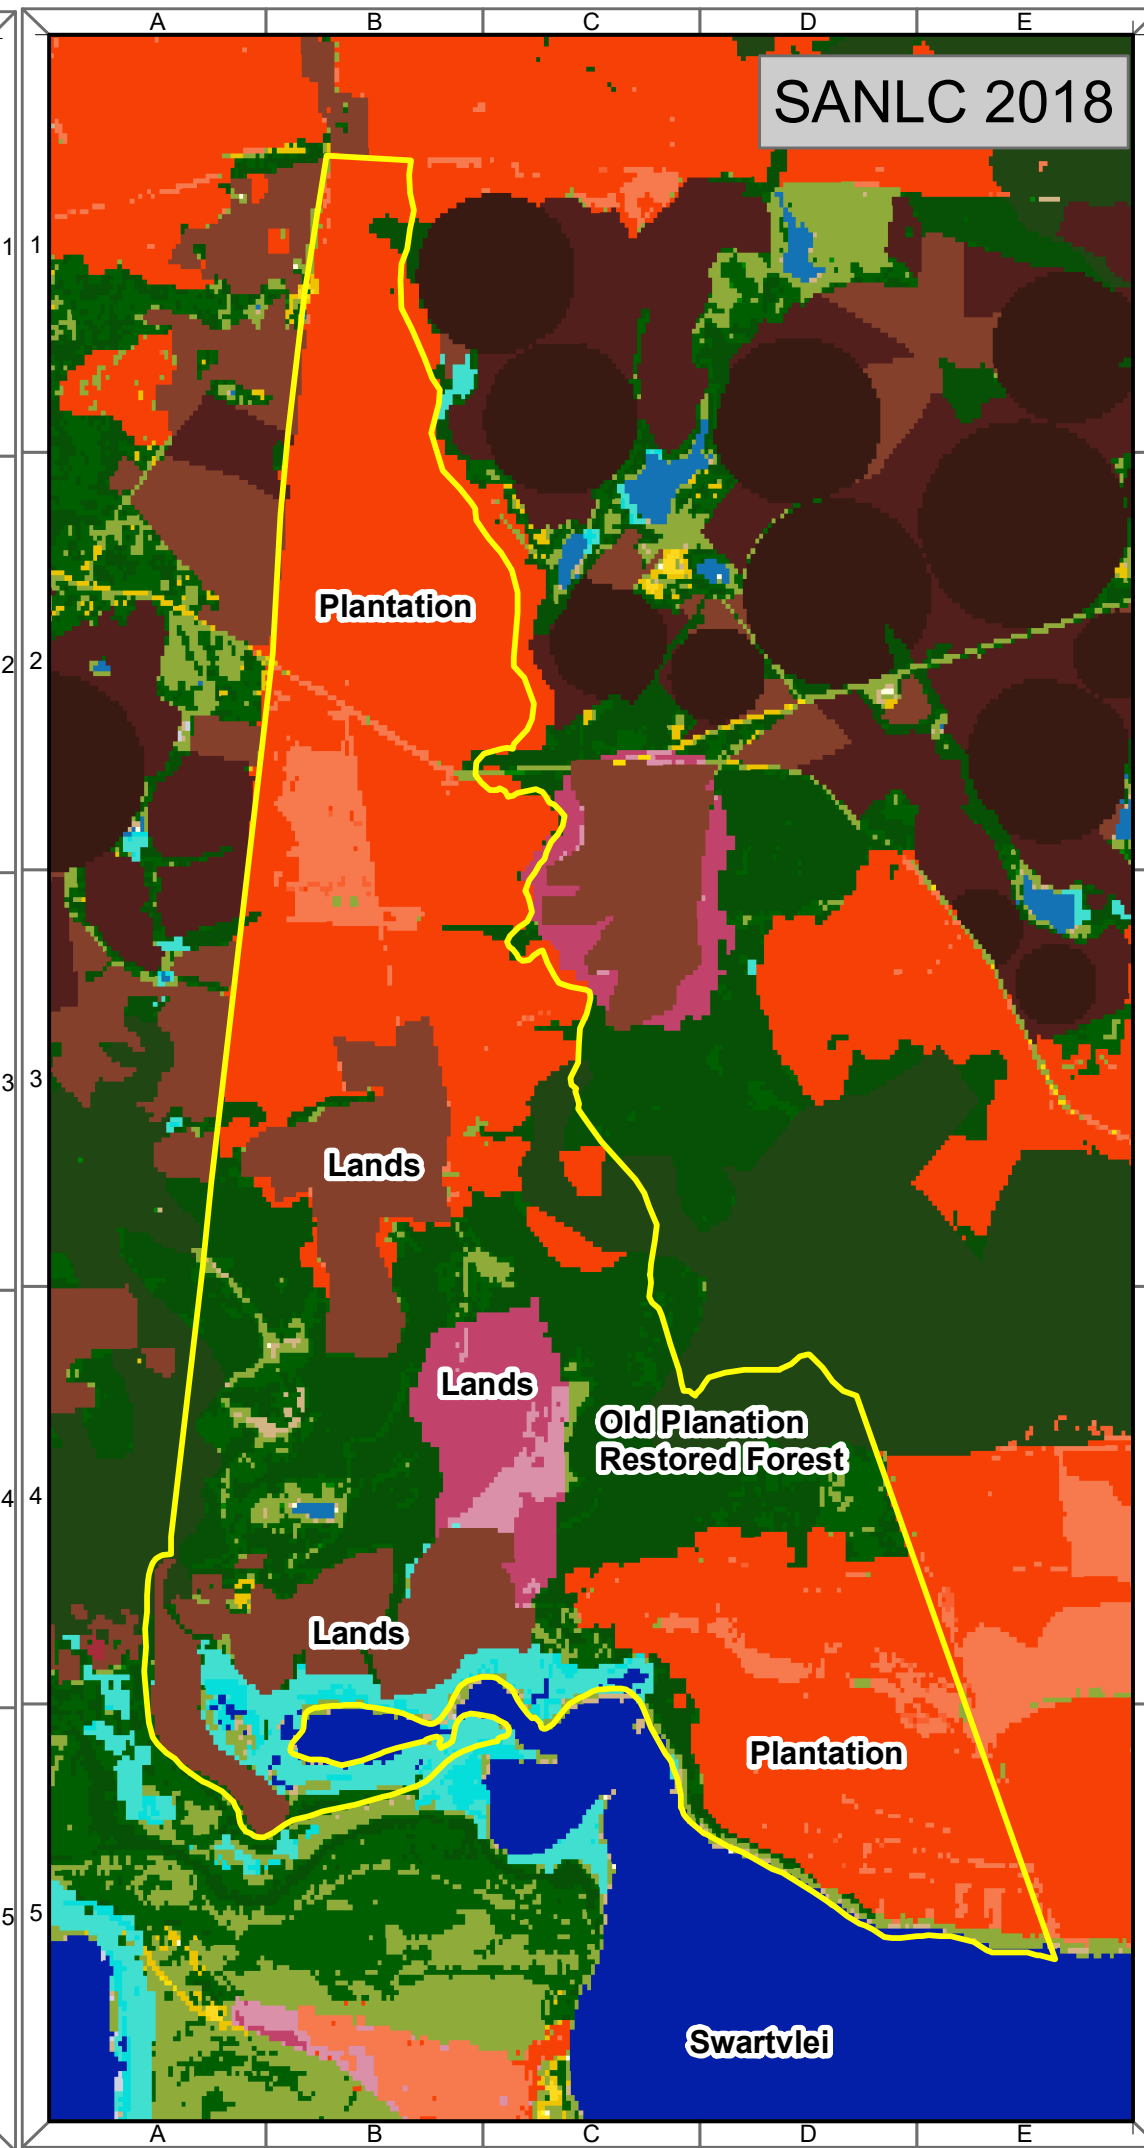 A B C D E
SANLC 2018
1 1
Plantation
2 2
3 3
Lands
Lands
Old Planation
Restored Forest
4 4
Lands
Plantation
5 5
Swartvlei
A B C D E